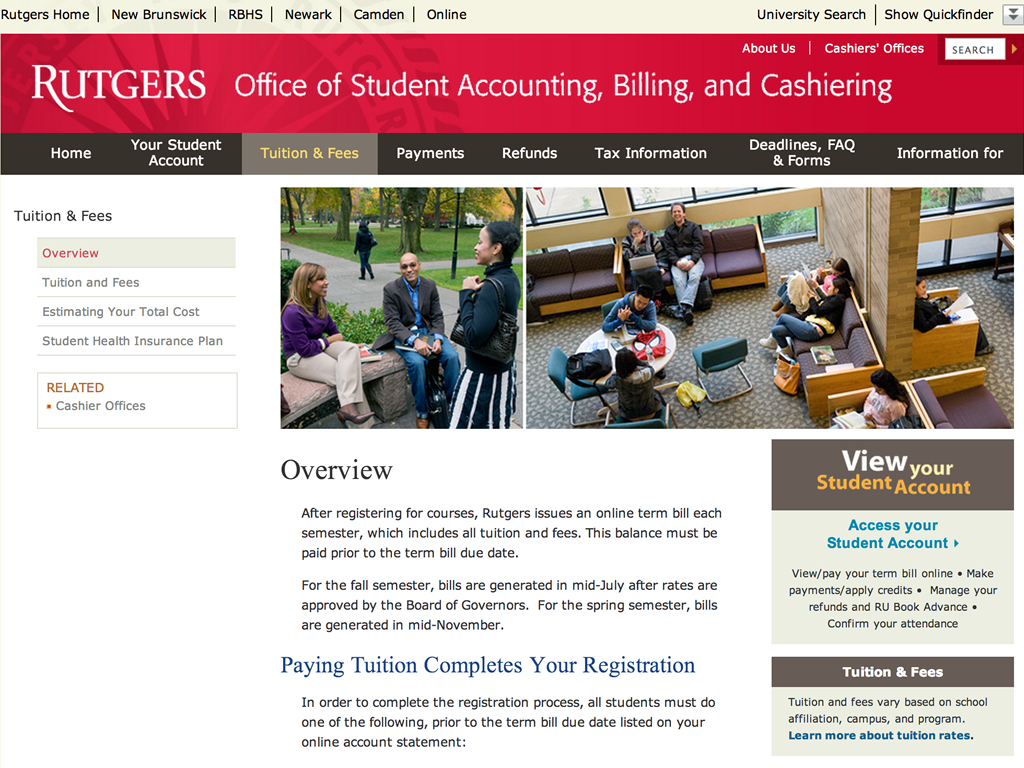 Rutgers Home | New Brunswick | RBHS | Newark | Camden | Online
University Search | Show Quickfinder
About Us | Cashiers' Offices
SEARCH
RUTGERS Office of Student Accounting, Billing, and Cashiering
Home
Your Student
Account
Tuition & Fees
Payments
Refunds
Tax Information
Deadlines, FAQ
& Forms
Information for
Tuition & Fees
Overview
Tuition and Fees
Estimating Your Total Cost
Student Health Insurance Plan
RELATED
Cashier Offices
Overview
After registering for courses, Rutgers issues an online term bill each
semester, which includes all tuition and fees. This balance must be
paid prior to the term bill due date.
For the fall semester, bills are generated in mid-July after rates are
approved by the Board of Governors.  For the spring semester, bills
are generated in mid-November.
Paying Tuition Completes Your Registration
In order to complete the registration process, all students must do
one of the following, prior to the term bill due date listed on your
online account statement:
View your
Student Account
Access your
Student Account
View/pay your term bill online • Make
payments/apply credits •  Manage your
refunds and RU Book Advance •
Confirm your attendance
Tuition & Fees
Tuition and fees vary based on school
affiliation, campus, and program.
Learn more about tuition rates.